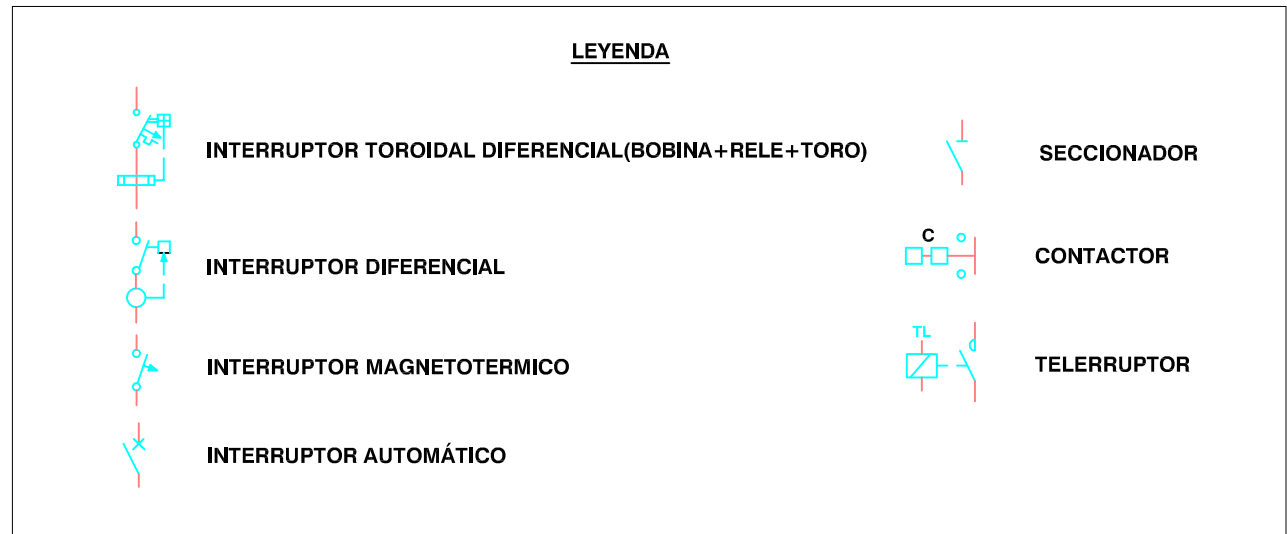 LEYENDA
INTERRUPTOR TOROIDAL DIFERENCIAL(BOBINA+RELE+TORO)
INTERRUPTOR DIFERENCIAL
INTERRUPTOR MAGNETOTERMICO
INTERRUPTOR AUTOMÁTICO
SECCIONADOR
C
CONTACTOR
TL
TELERRUPTOR